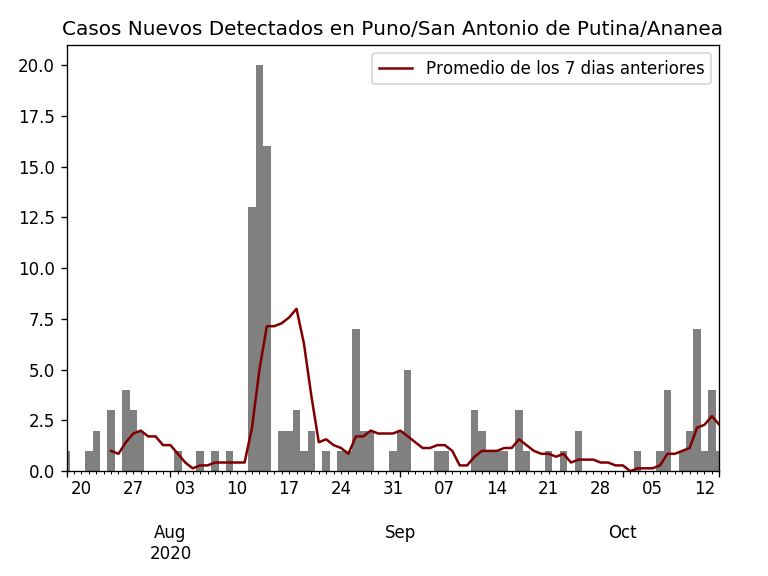 Casos Nuevos Detectados en Puno/San Antonio de Putina/Ananea
Promedio de los 7 dias anteriores
20.0
17.5
15.0
12.5
10.0
7.5
5.0
2.5
0.0
20 27 03 10 17 24 31 07 14 21 28 05 12
Aug Sep Oct
2020